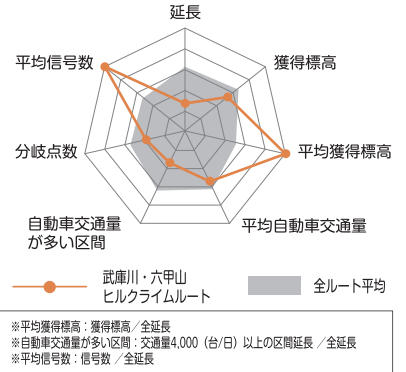 延長
平均信号数
獲得標高
分岐点数
平均獲得標高
自動車交通量
が多い区間
平均自動車交通量
武庫川・六甲山
ヒルクライムルート
全ルート平均
※平均獲得標高：獲得標高／全延長
※自動車交通量が多い区間：交通量4,000（台/日）以上の区間延長 ／全延長
※平均信号数：信号数 ／全延長